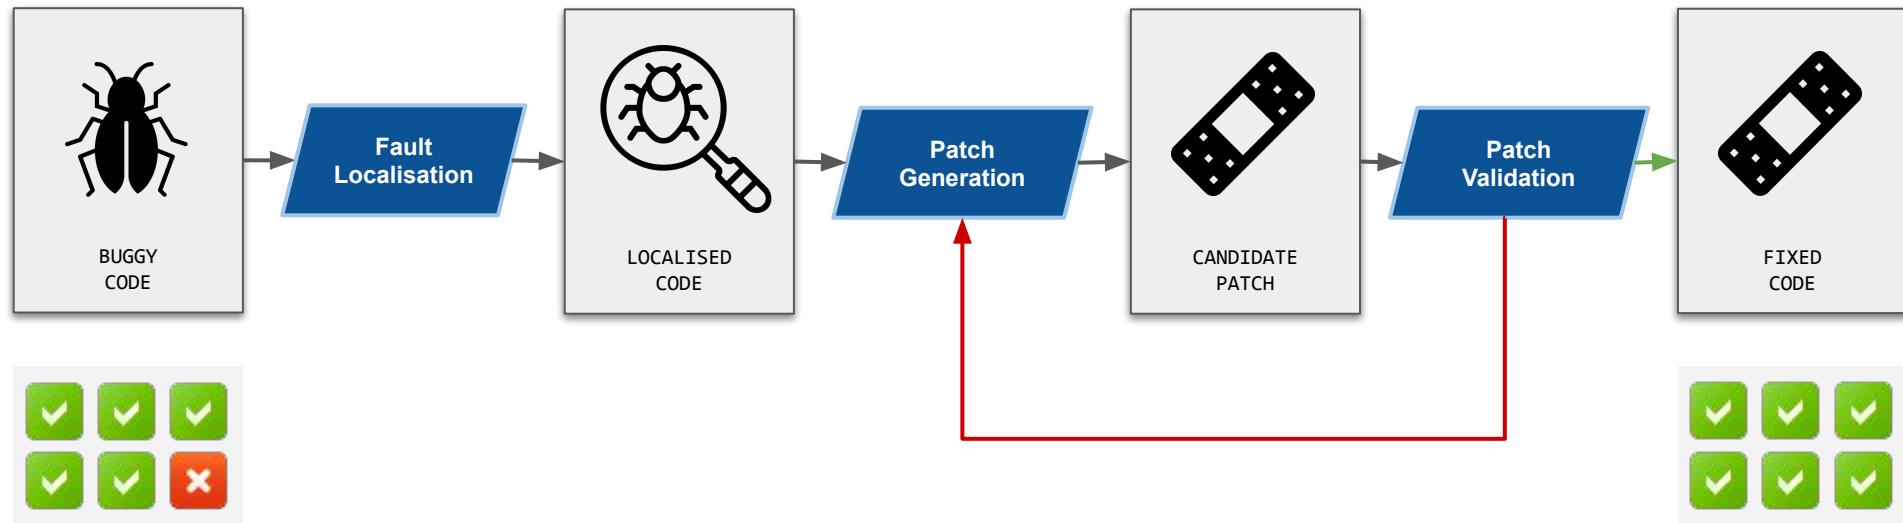 BUGGY
CODE
Fault
Localisation
LOCALISED
CODE
Patch
Generation
CANDIDATE
PATCH
Patch
Validation
FIXED
CODE